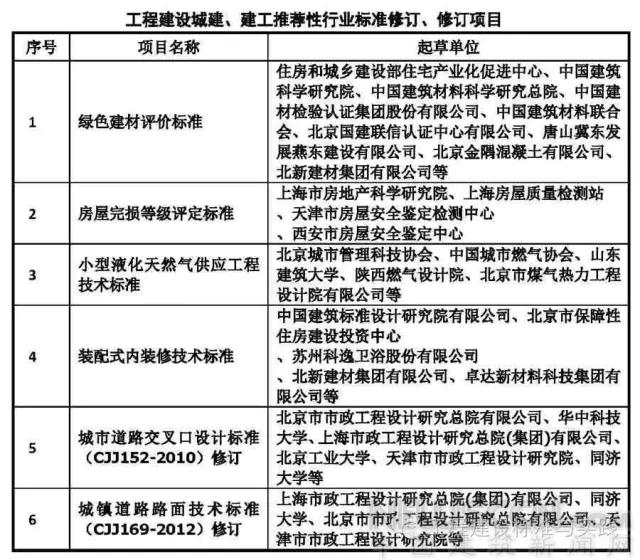 工程建设城建、建工推荐性行业标准修订、修订项目
序号 项目名称 起草单位
1 绿色建材评价标准
住房和城乡建设部住宅产业化促进中心、中国建筑
科学研究院、中国建筑材料科学研究总院、中国建
材检验认证集团股份有限公司、中国建筑材料联合
会、北京国建联信认证中心有限公司、唐山冀东发
展燕东建设有限公司、北京金隅混凝土有限公司、
北新建材集团有限公司等
2 房屋完损等级评定标准
上海市房地产科学研究院、上海房屋质量检测站
、天津市房屋安全鉴定检测中心
、西安市房屋安全鉴定中心
3 小型液化天然气供应工程
技术标准
北京城市管理科技协会、中国城市燃气协会、山东
建筑大学、陕西燃气设计院、北京市煤气热力工程
设计院有限公司等
4 装配式内装修技术标准
中国建筑标准设计研究院有限公司、北京市保障性
住房建设投资中心
、苏州科逸卫浴股份有限公司
、北新建材集团有限公司、卓达新材料科技集团有
限公司等
5 城市道路交叉口设计标准
（CJJ152-2010）修订
北京市市政工程设计研究总院有限公司、华中科技
大学、上海市政工程设计研究总院(集团)有限公司、
北京工业大学、天津市市政工程设计研究院、同济
大学等
6 城镇道路路面技术标准
（CJJ169-2012）修订
上海市政工程设计研究总院(集团)有限公司、同济
大学、北京市市政工程设计研究总院有限公司、天
津市市政工程设计研究院等